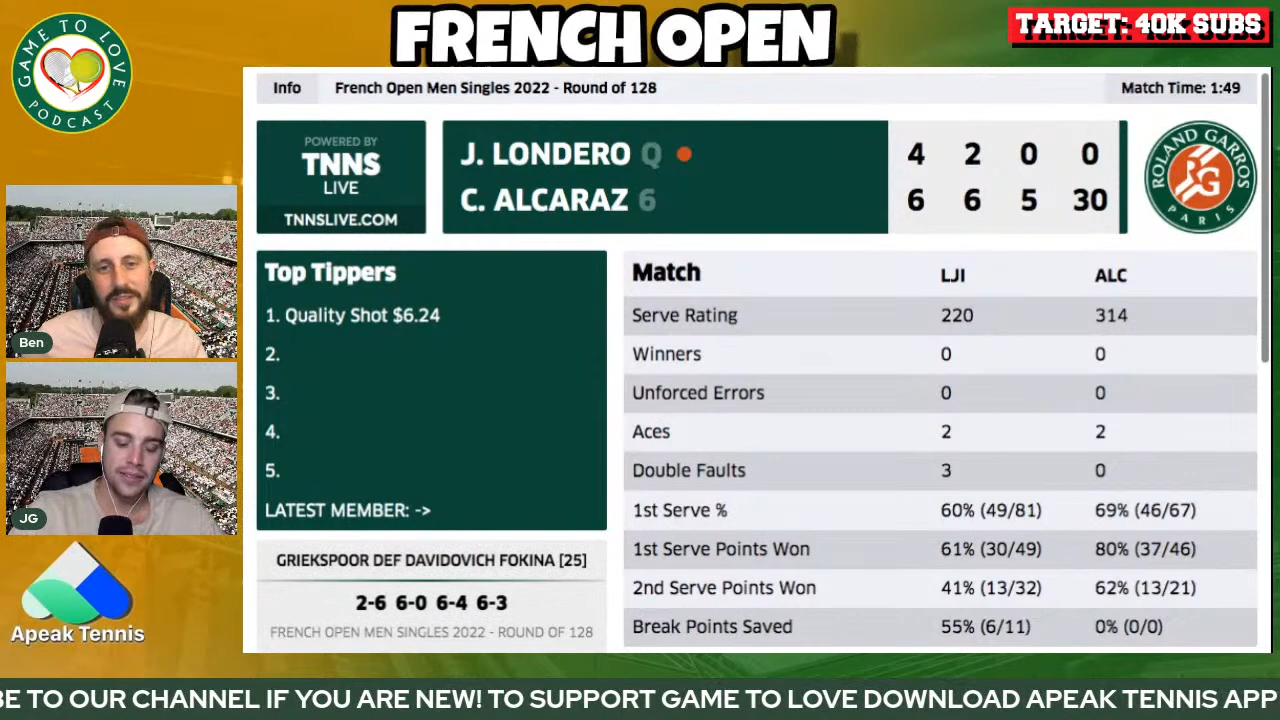 GAME TO LOVE
PODCAST
FRENCH OPEN
TARGET: 40K SUBS
Info
French Open Men Singles 2022 - Round of 128
Match Time: 1:49
POWERED BY
TNNS
LIVE
TNNSLIVE.COM
J. LONDERO Q 4 2 0 0
C. ALCARAZ 6 6 6 5 30
ROLAND GARROS
RG
PARIS
Top Tippers
1. Quality Shot $6.24
2.
3.
4.
5.
LATEST MEMBER: ->
GRIEKSPOOR DEF DAVIDOVICH FOKINA [25]
2-6 6-0 6-4 6-3
FRENCH OPEN MEN SINGLES 2022 - ROUND OF 128
Match LJI ALC
Serve Rating 220 314
Winners 0 0
Unforced Errors 0 0
Aces 2 2
Double Faults 3 0
1st Serve % 60% (49/81) 69% (46/67)
1st Serve Points Won 61% (30/49) 80% (37/46)
2nd Serve Points Won 41% (13/32) 62% (13/21)
Break Points Saved 55% (6/11) 0% (0/0)
Ben
JG
Apeak Tennis
BE TO OUR CHANNEL IF YOU ARE NEW! TO SUPPORT GAME TO LOVE DOWNLOAD APEAK TENNIS APP